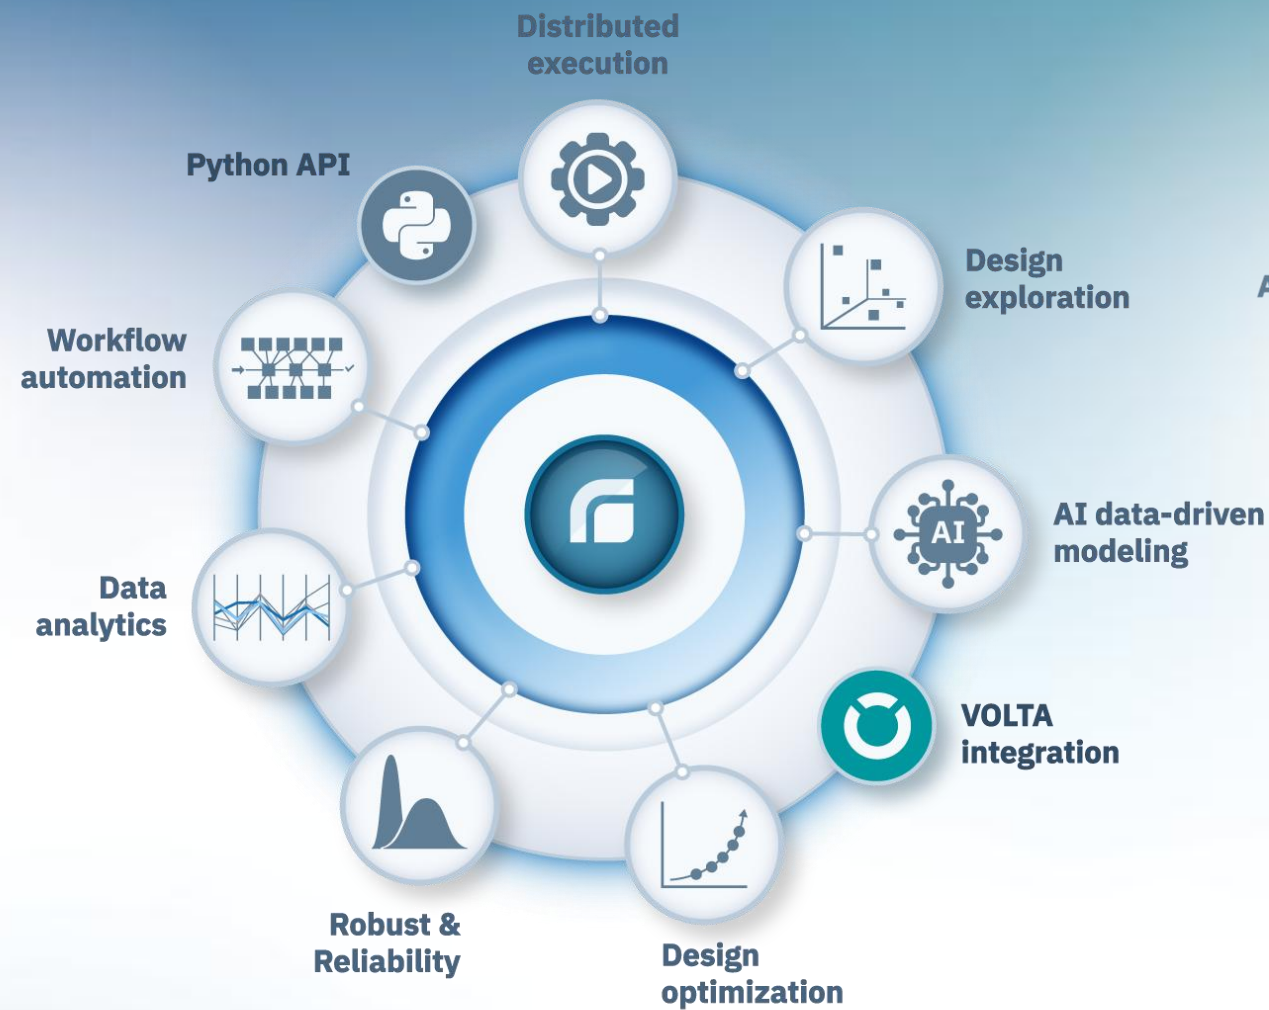 Distributed
execution
Python API
Design
exploration
A
Workflow
automation
AI
AI data-driven
modeling
Data
analytics
VOLTA
integration
Robust &
Reliability
Design
optimization